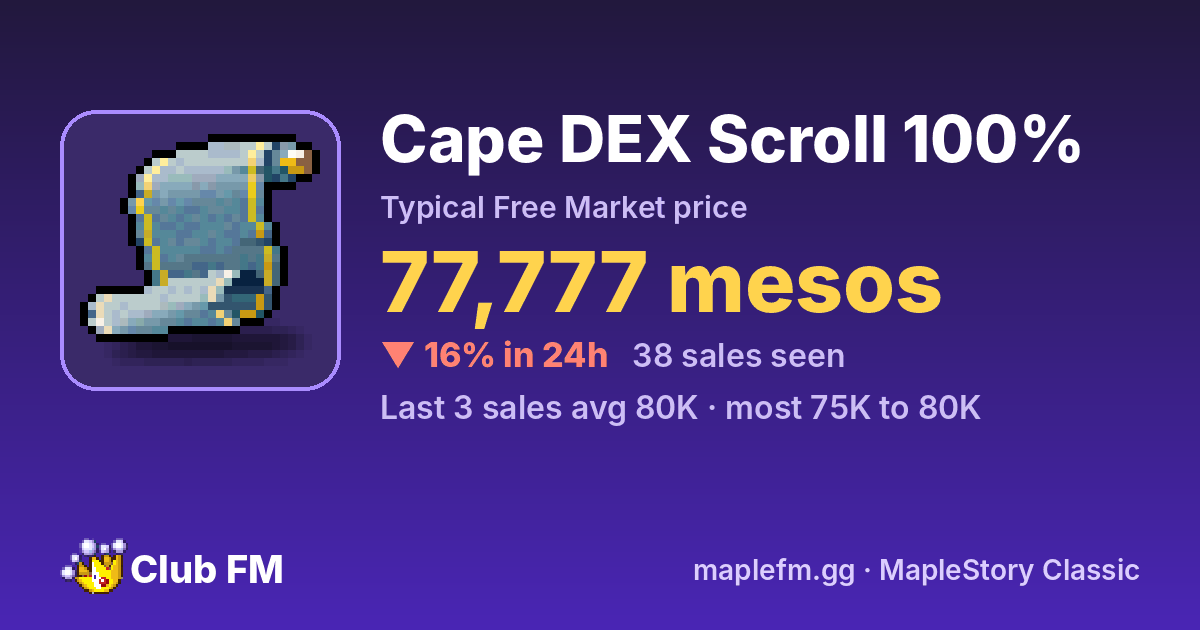 Cape DEX Scroll 100%
Typical Free Market price
77,777 mesos
▼ 16% in 24h 38 sales seen
Last 3 sales avg 80K · most 75K to 80K
Club FM
maplefm.gg · MapleStory Classic